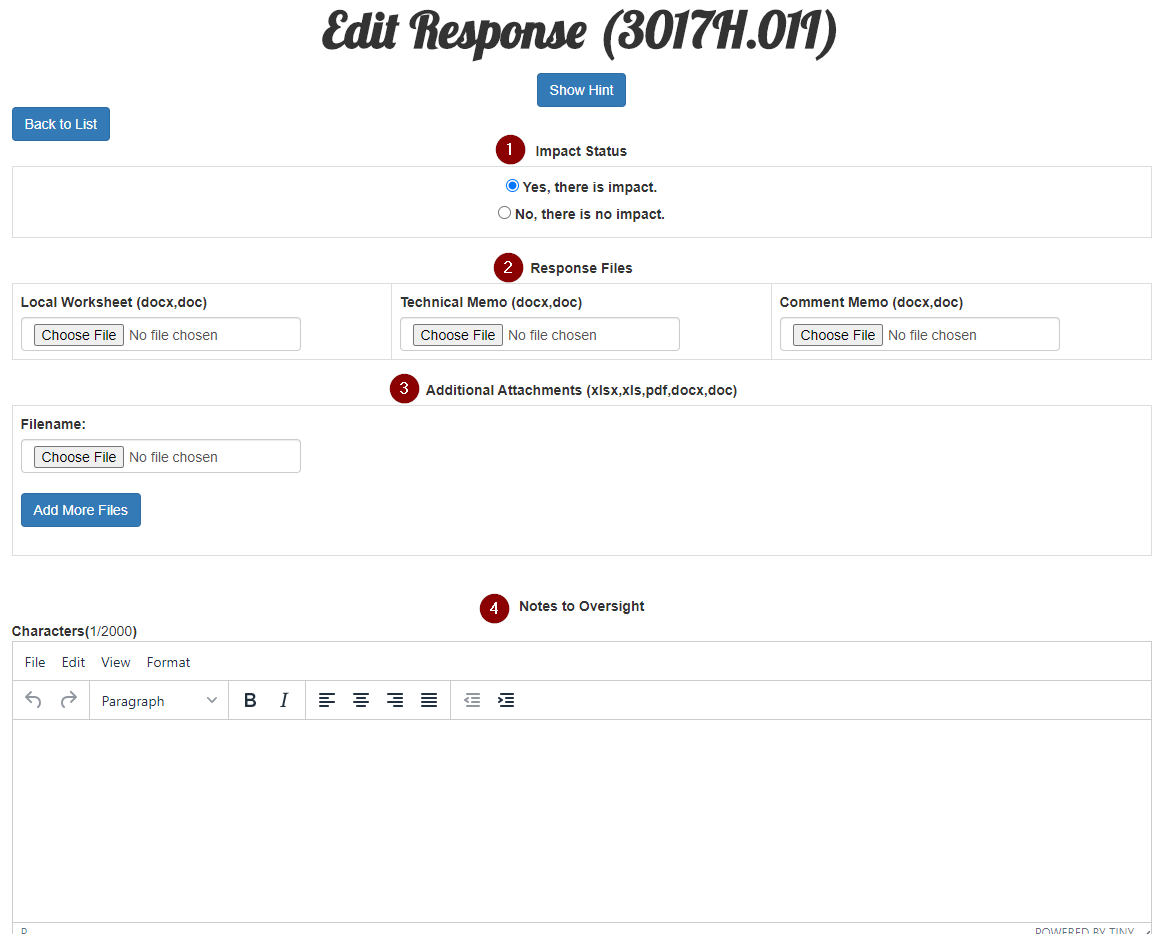 Edit Response (3017H.01I)
Show Hint
Back to List
1 Impact Status
Yes, there is impact.
No, there is no impact.
2 Response Files
Local Worksheet (docx,doc) Technical Memo (docx,doc) Comment Memo (docx,doc)
Choose File No file chosen Choose File No file chosen Choose File No file chosen
3 Additional Attachments (xlsx,xls,pdf,docx,doc)
Filename:
Choose File No file chosen
Add More Files
4 Notes to Oversight
Characters(1/2000)
File Edit View Format
Paragraph B I
P POWERED BY TINY